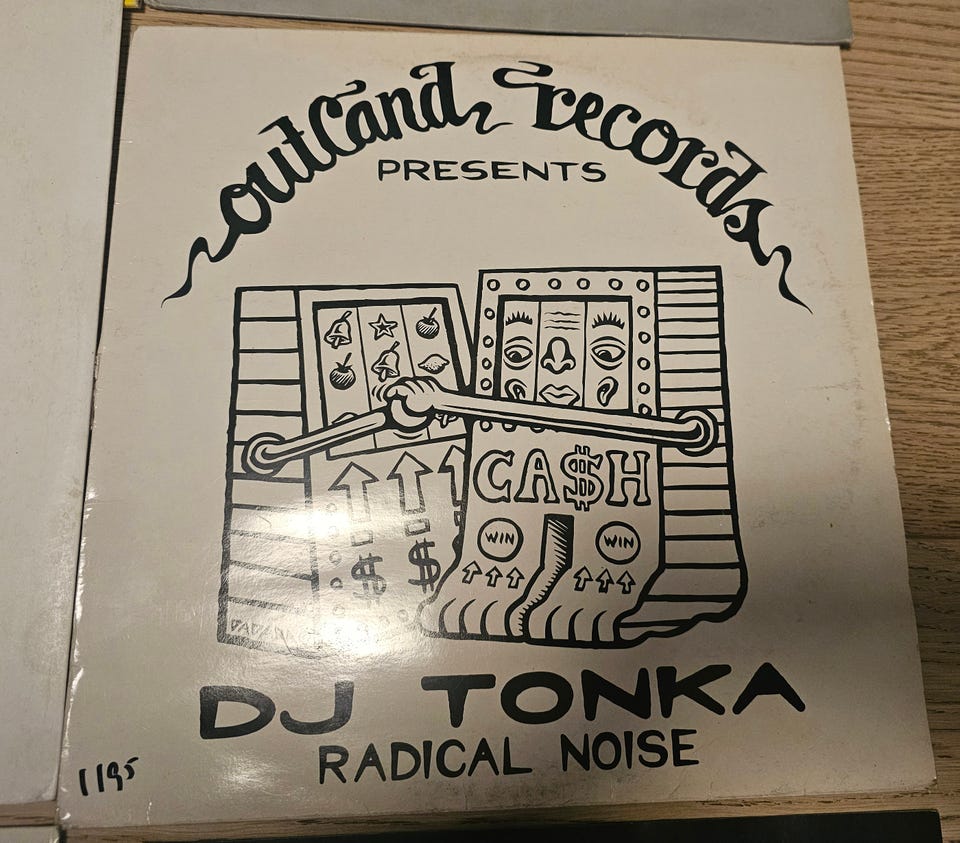 outland records
PRESENTS
CA$H
WIN WIN
$ $
DJ TONKA
RADICAL NOISE
1195